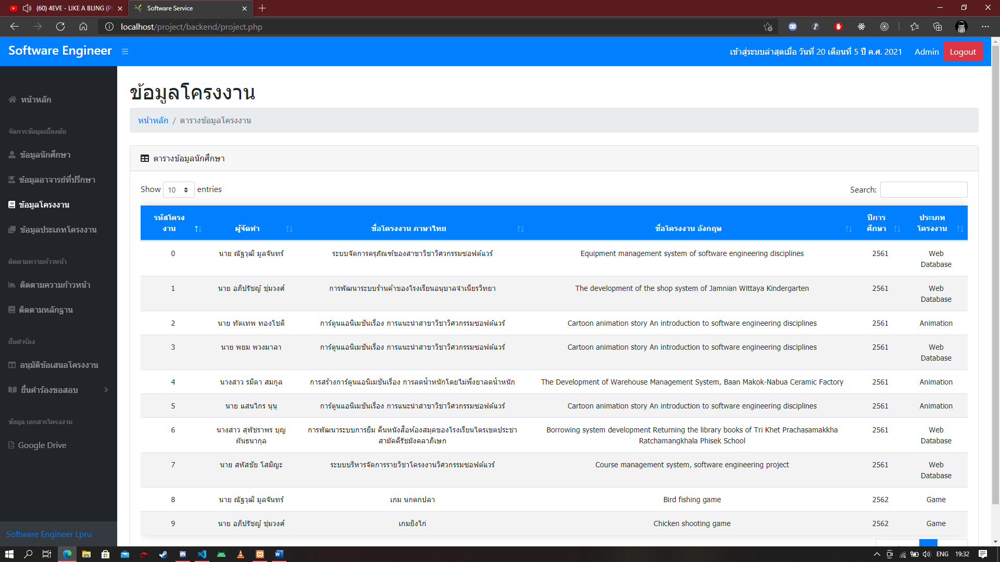 (60) 4EVE - LIKE A BLING (P
Software Service
localhost/project/backend/project.php
Software Engineer
เข้าสู่ระบบล่าสุดเมื่อ วันที่ 20 เดือนที่ 5 ปี ค.ศ. 2021
Admin
Logout
หน้าหลัก
จัดการข้อมูลเบื้องต้น
ข้อมูลนักศึกษา
ข้อมูลอาจารย์ที่ปรึกษา
ข้อมูลโครงงาน
ข้อมูลประเภทโครงงาน
ติดตามความก้าวหน้า
ติดตามความก้าวหน้า
ติดตามหลักฐาน
ยื่นคำร้อง
อนุมัติข้อเสนอโครงงาน
ยื่นคำร้องขอสอบ
ข้อมูล เอกสารโครงงาน
Google Drive
Software Engineer Lpru
ข้อมูลโครงงาน
หน้าหลัก / ตารางข้อมูลโครงงาน
ตารางข้อมูลนักศึกษา
Show 10 entries
Search:
รหัสโครง
งาน
ผู้จัดทำ
ชื่อโครงงาน ภาษาไทย
ชื่อโครงงาน อังกฤษ
ปีการ
ศึกษา
ประเภท
โครงงาน
0 นาย ณัฐวุฒิ มูลจันทร์ ระบบจัดการครุภัณฑ์ของสาขาวิชาวิศวกรรมซอฟต์แวร์ Equipment management system of software engineering disciplines 2561 Web
Database
1 นาย อภิปรัชญ์ ชุ่มวงศ์ การพัฒนาระบบร้านค้าของโรงเรียนอนุบาลจำเนียรวิทยา The development of the shop system of Jamnian Wittaya Kindergarten 2561 Web
Database
2 นาย ทัตเทพ ทองโชติ การ์ตูนแอนิเมชันเรื่อง การแนะนำสาขาวิชาวิศวกรรมซอฟต์แวร์ Cartoon animation story An introduction to software engineering disciplines 2561 Animation
3 นาย พยม พวงมาลา การ์ตูนแอนิเมชันเรื่อง การแนะนำสาขาวิชาวิศวกรรมซอฟต์แวร์ Cartoon animation story An introduction to software engineering disciplines 2561 Web
Database
4 นางสาว รมิดา สมกูล การสร้างการ์ตูนแอนิเมชันเรื่อง การลดน้ำหนักโดยไม่พึ่งยาลดน้ำหนัก The Development of Warehouse Management System, Baan Makok-Nabua Ceramic Factory 2561 Animation
5 นาย แสนไกร นุนุ การ์ตูนแอนิเมชันเรื่อง การแนะนำสาขาวิชาวิศวกรรมซอฟต์แวร์ Cartoon animation story An introduction to software engineering disciplines 2561 Animation
6 นางสาว สุพัชราพร บุญ การพัฒนาระบบการยืม คืนหนังสือห้องสมุดของโรงเรียนไตรเขตประชา Borrowing system development Returning the library books of Tri Khet Prachasamakkha 2561 Web
ผันธนากุล สามัคคีรัชมังคลาภิเษก Ratchamangkhala Phisek School Database
7 นาย สหัสชัย โสมิญะ ระบบบริหารจัดการรายวิชาโครงงานวิศวกรรมซอฟต์แวร์ Course management system, software engineering project 2561 Web
Database
8 นาย ณัฐวุฒิ มูลจันทร์ เกม นกตกปลา Bird fishing game 2562 Game
9 นาย อภิปรัชญ์ ชุ่มวงศ์ เกมยิงไก่ Chicken shooting game 2562 Game
ENG 19:32